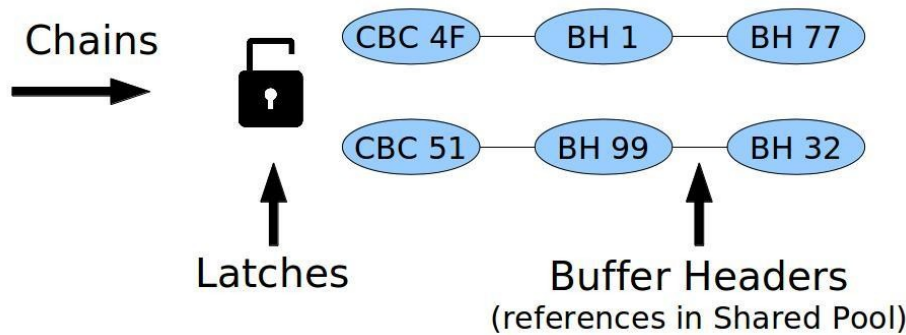 Chains
CBC 4F
BH 1
BH 77
CBC 51
BH 99
BH 32
Latches
Buffer Headers
(references in Shared Pool)